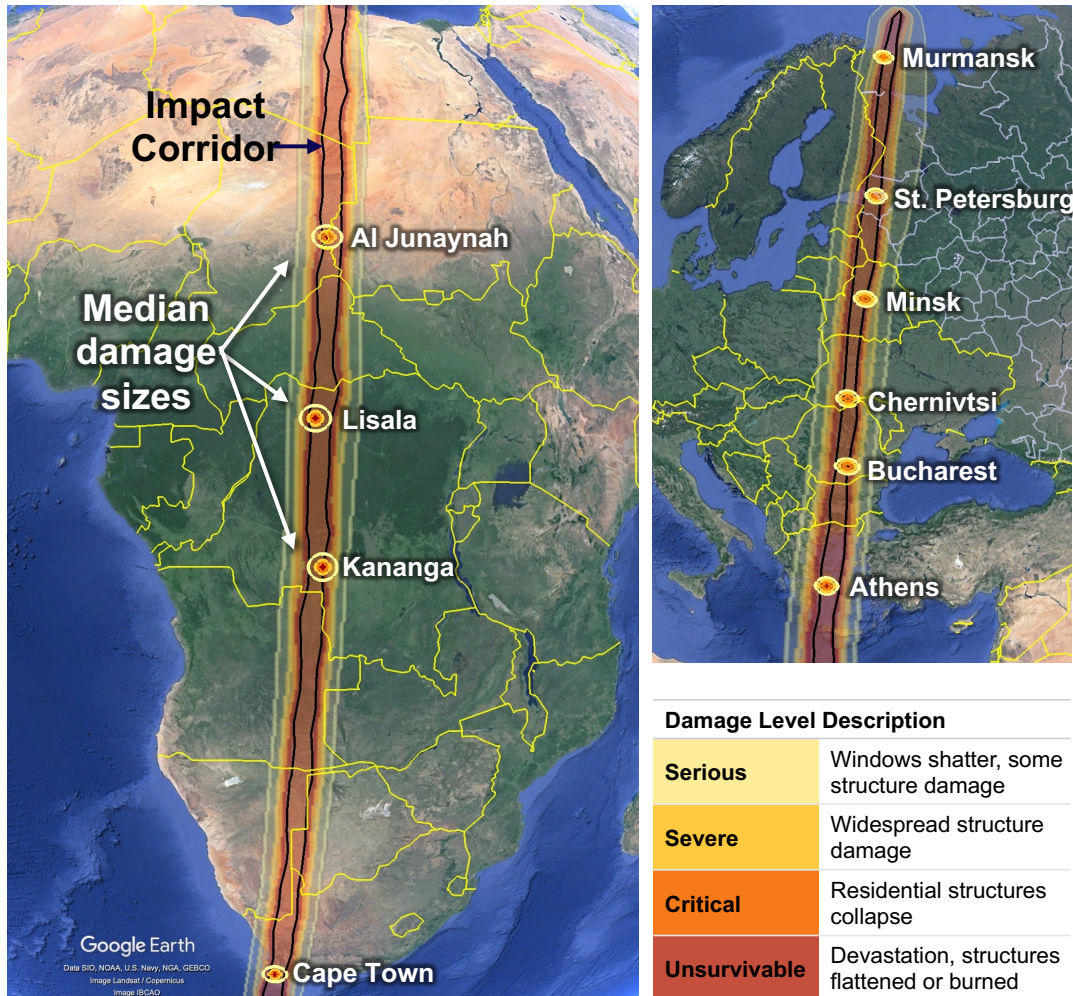 Impact
Corridor
Al Junaynah
Median
damage
sizes
Lisala
Kananga
Google Earth
Data SIO, NOAA, U.S. Navy, NGA, GEBCO
Image Landsat / Copernicus
Image IBCAO
Cape Town
Murmansk
St. Petersburg
Minsk
Chernivtsi
Bucharest
Athens
Damage Level Description
Serious
Windows shatter, some
structure damage
Severe
Widespread structure
damage
Critical
Residential structures
collapse
Unsurvivable
Devastation, structures
flattened or burned